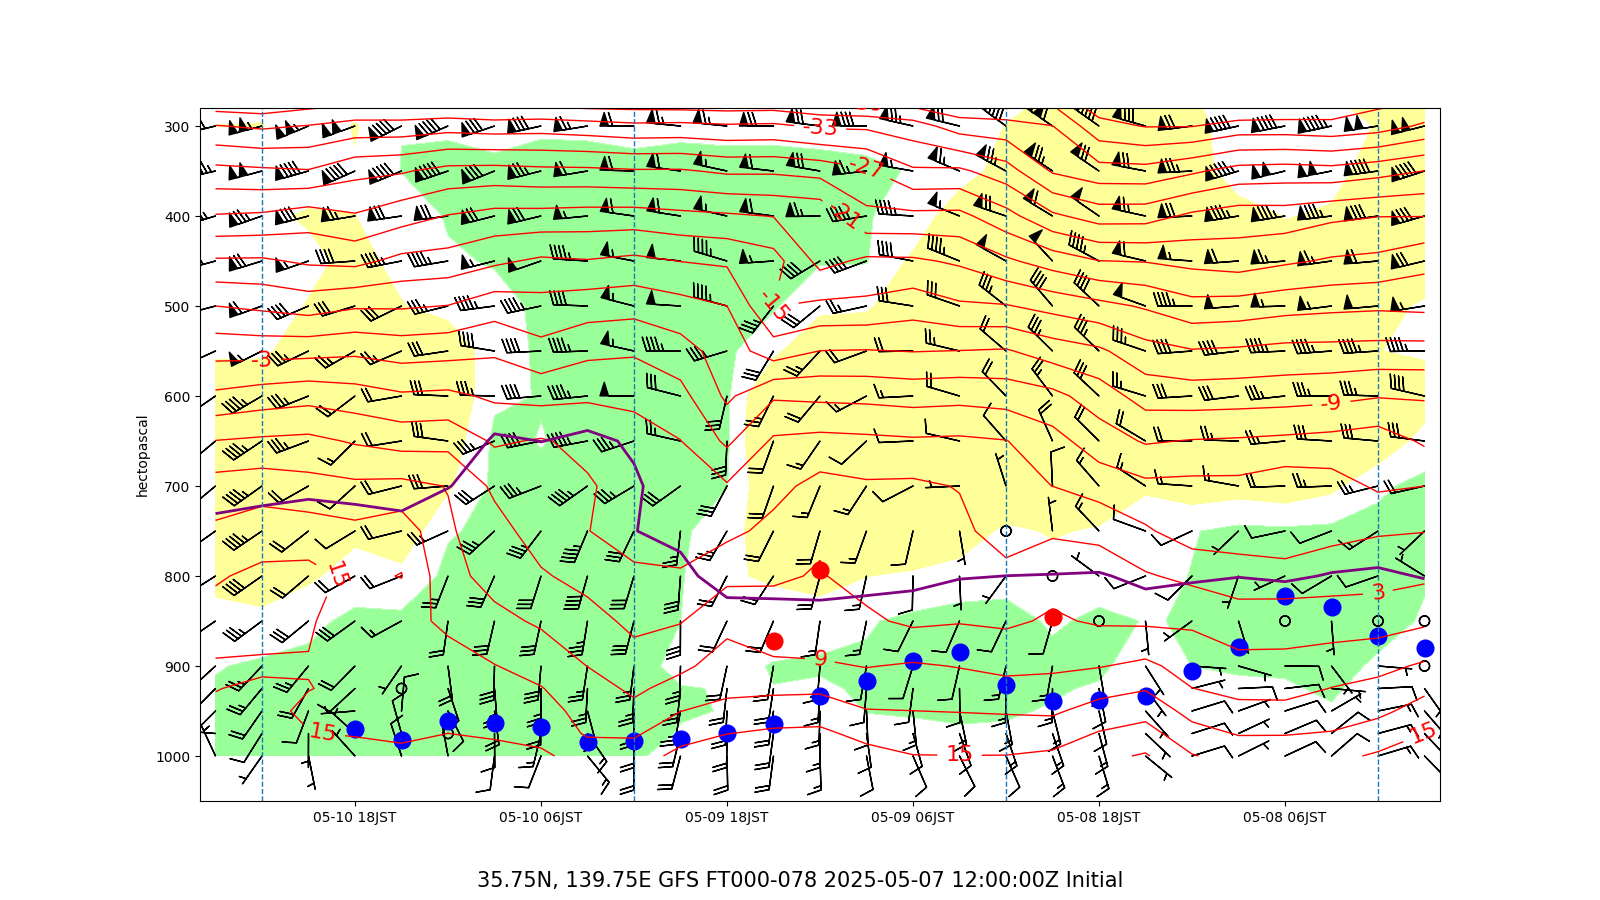 -33
300
-27
400
-21
500
-15
-3
600
-9
hectopascal
700
15
800
3
9
900
15
15
15
1000
05-10 18JST
05-10 06JST
05-09 18JST
05-09 06JST
05-08 18JST
05-08 06JST
35.75N, 139.75E GFS FT000-078 2025-05-07 12:00:00Z Initial